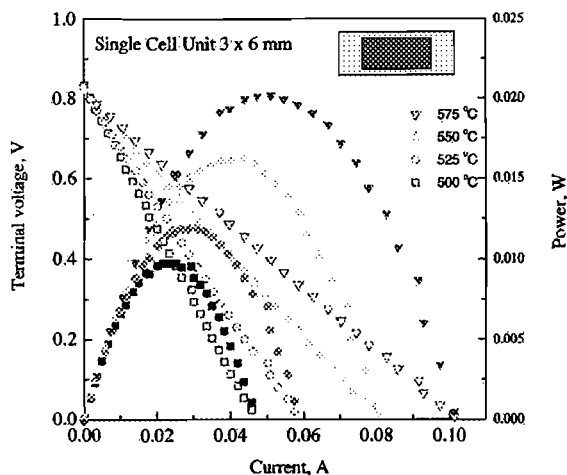 Single Cell Unit 3 x 6 mm
575 °C
550 °C
525 °C
500 °C
Terminal voltage, V
1.0
0.8
0.6
0.4
0.2
0.0
Power, W
0.025
0.020
0.015
0.010
0.005
0.000
0.00
0.02
0.04
0.06
0.08
0.10
Current, A